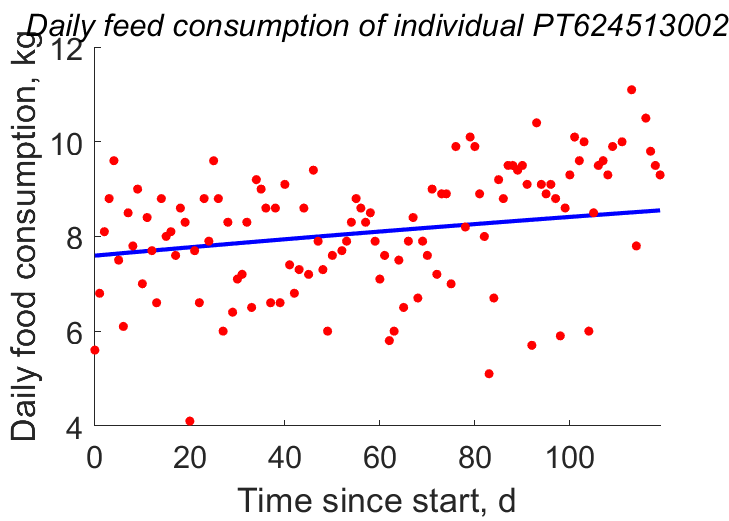 Daily feed consumption of individual PT624513002
Daily food consumption, kg
12
10
8
6
4
0 20 40 60 80 100
Time since start, d